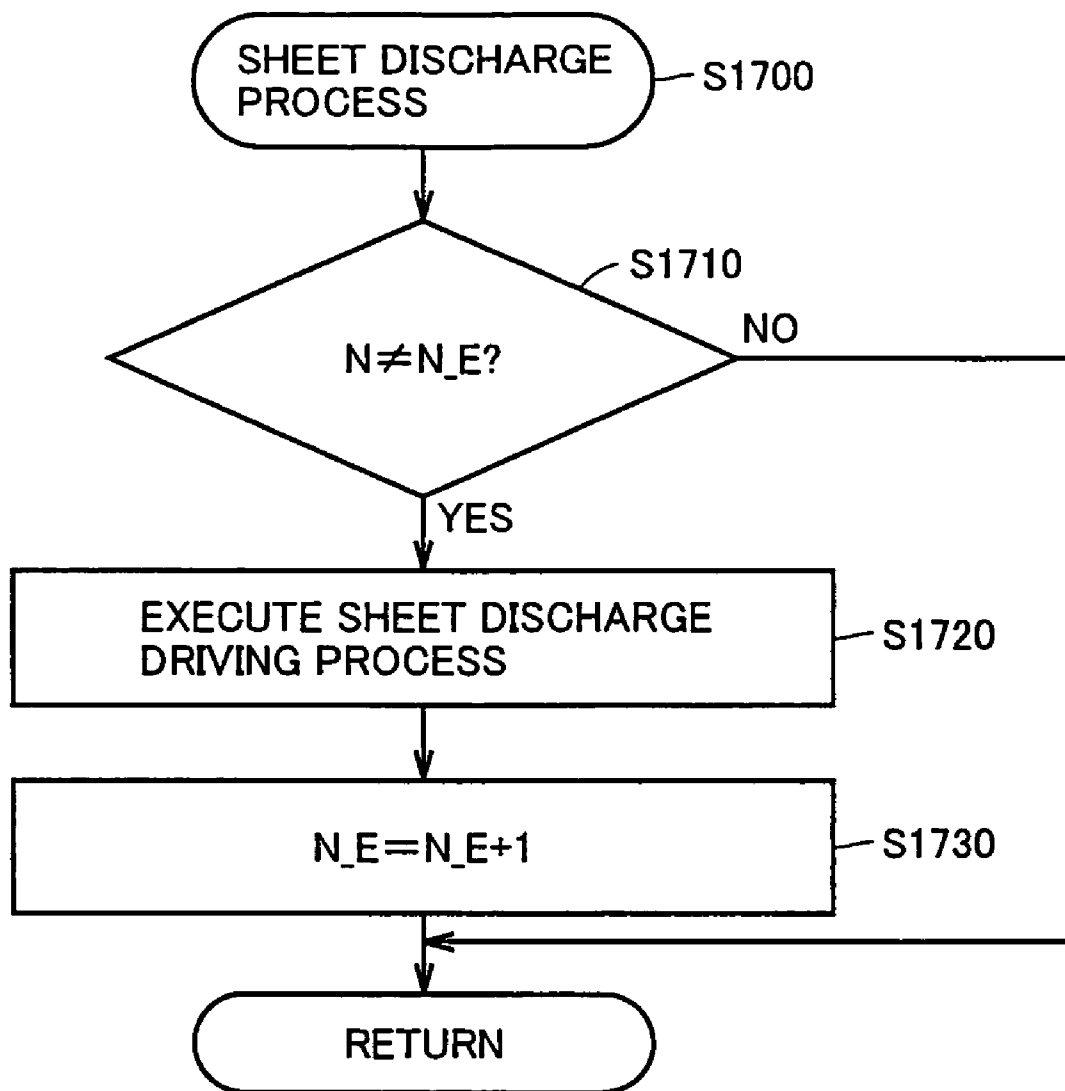 SHEET DISCHARGE
PROCESS
S1700
S1710
N≠N_E?
NO
YES
EXECUTE SHEET DISCHARGE
DRIVING PROCESS
S1720
N_E=N_E+1
S1730
RETURN